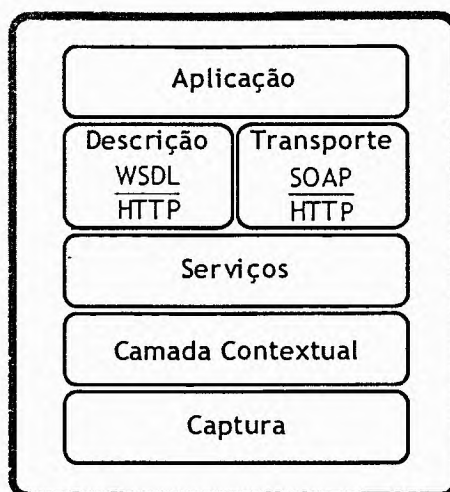 Aplicação
Descrição
WSDL
HTTP
Transporte
SOAP
HTTP
Serviços
Camada Contextual
Captura